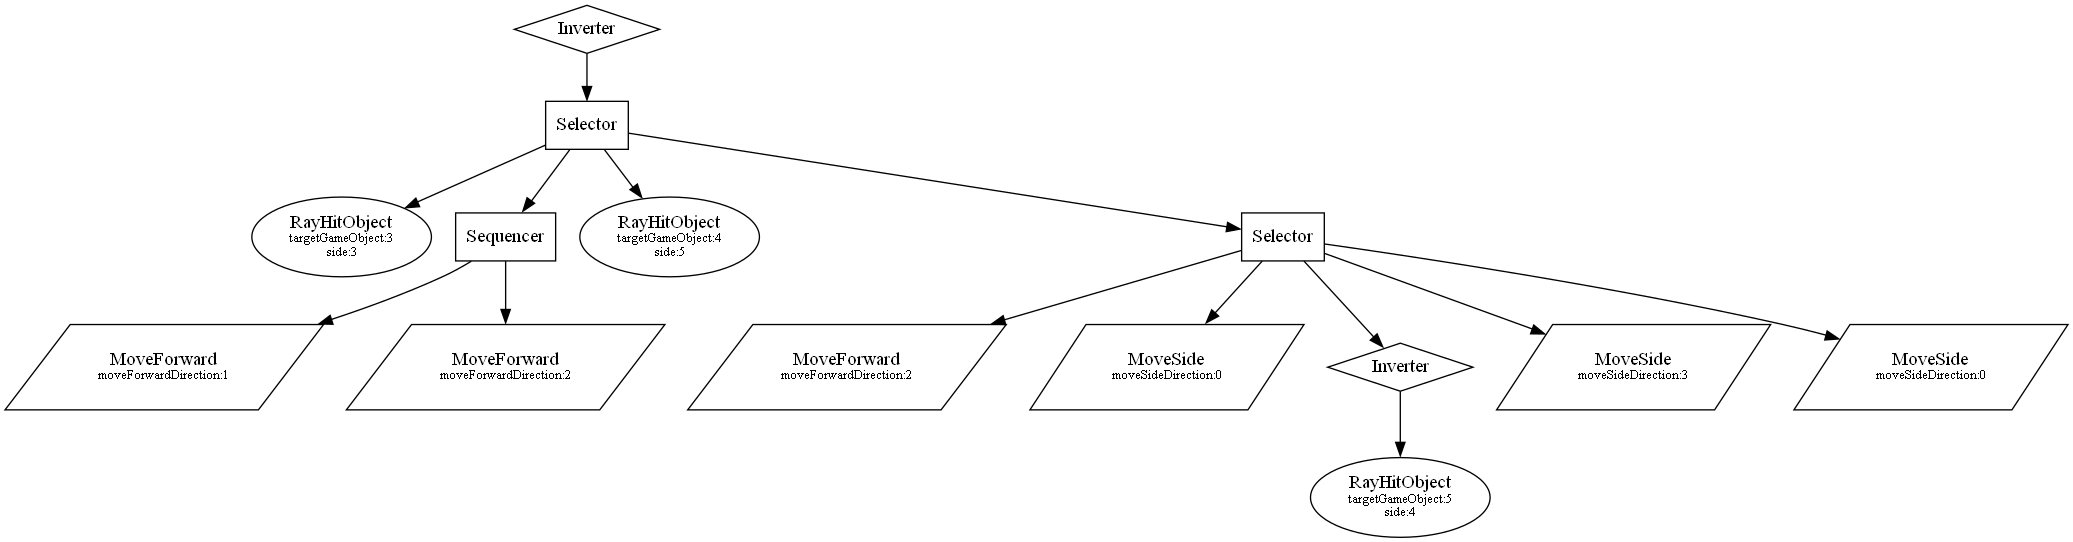 Inverter
Selector
RayHitObject
targetGameObject:3
side:3
Sequencer
RayHitObject
targetGameObject:4
side:5
Selector
MoveForward
moveForwardDirection:1
MoveForward
moveForwardDirection:2
MoveForward
moveForwardDirection:2
MoveSide
moveSideDirection:0
Inverter
MoveSide
moveSideDirection:3
MoveSide
moveSideDirection:0
RayHitObject
targetGameObject:5
side:4